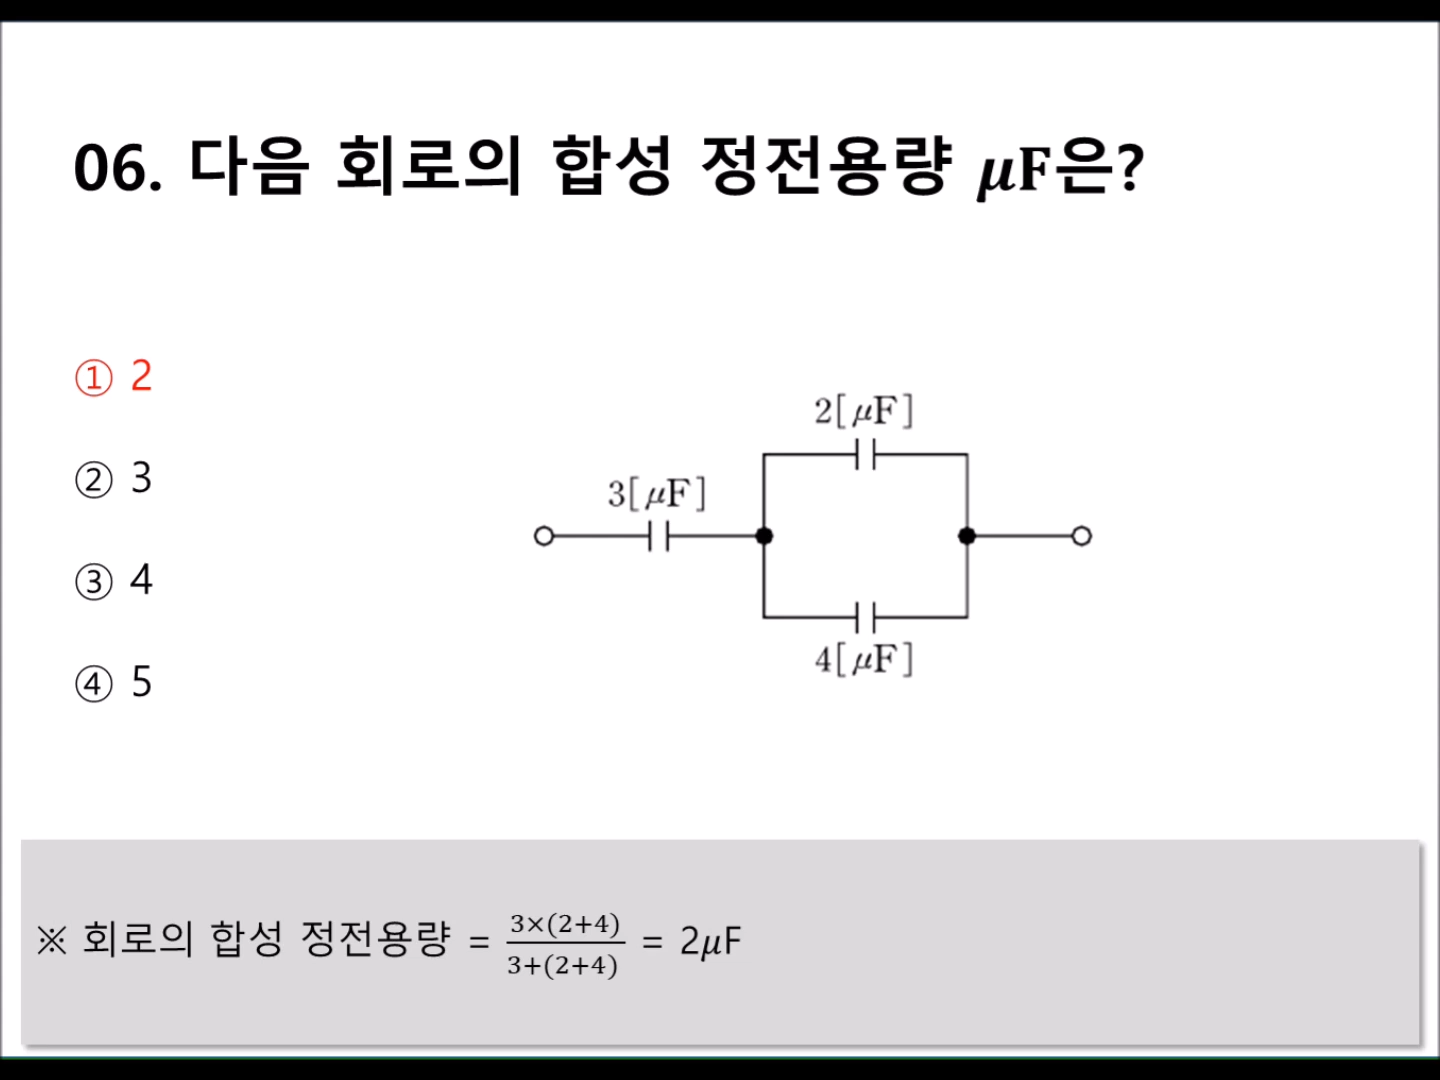 06. 다음 회로의 합성 정전용량 μF은?
① 2
② 3
③ 4
④ 5
2[μF]
3[μF]
4[μF]
※ 회로의 합성 정전용량 = 3×(2+4) / 3+(2+4) = 2μF